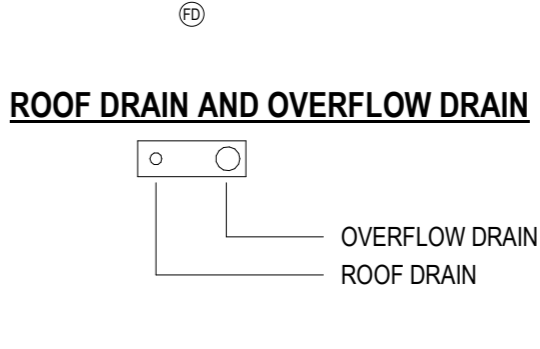 FD
ROOF DRAIN AND OVERFLOW DRAIN
OVERFLOW DRAIN
ROOF DRAIN